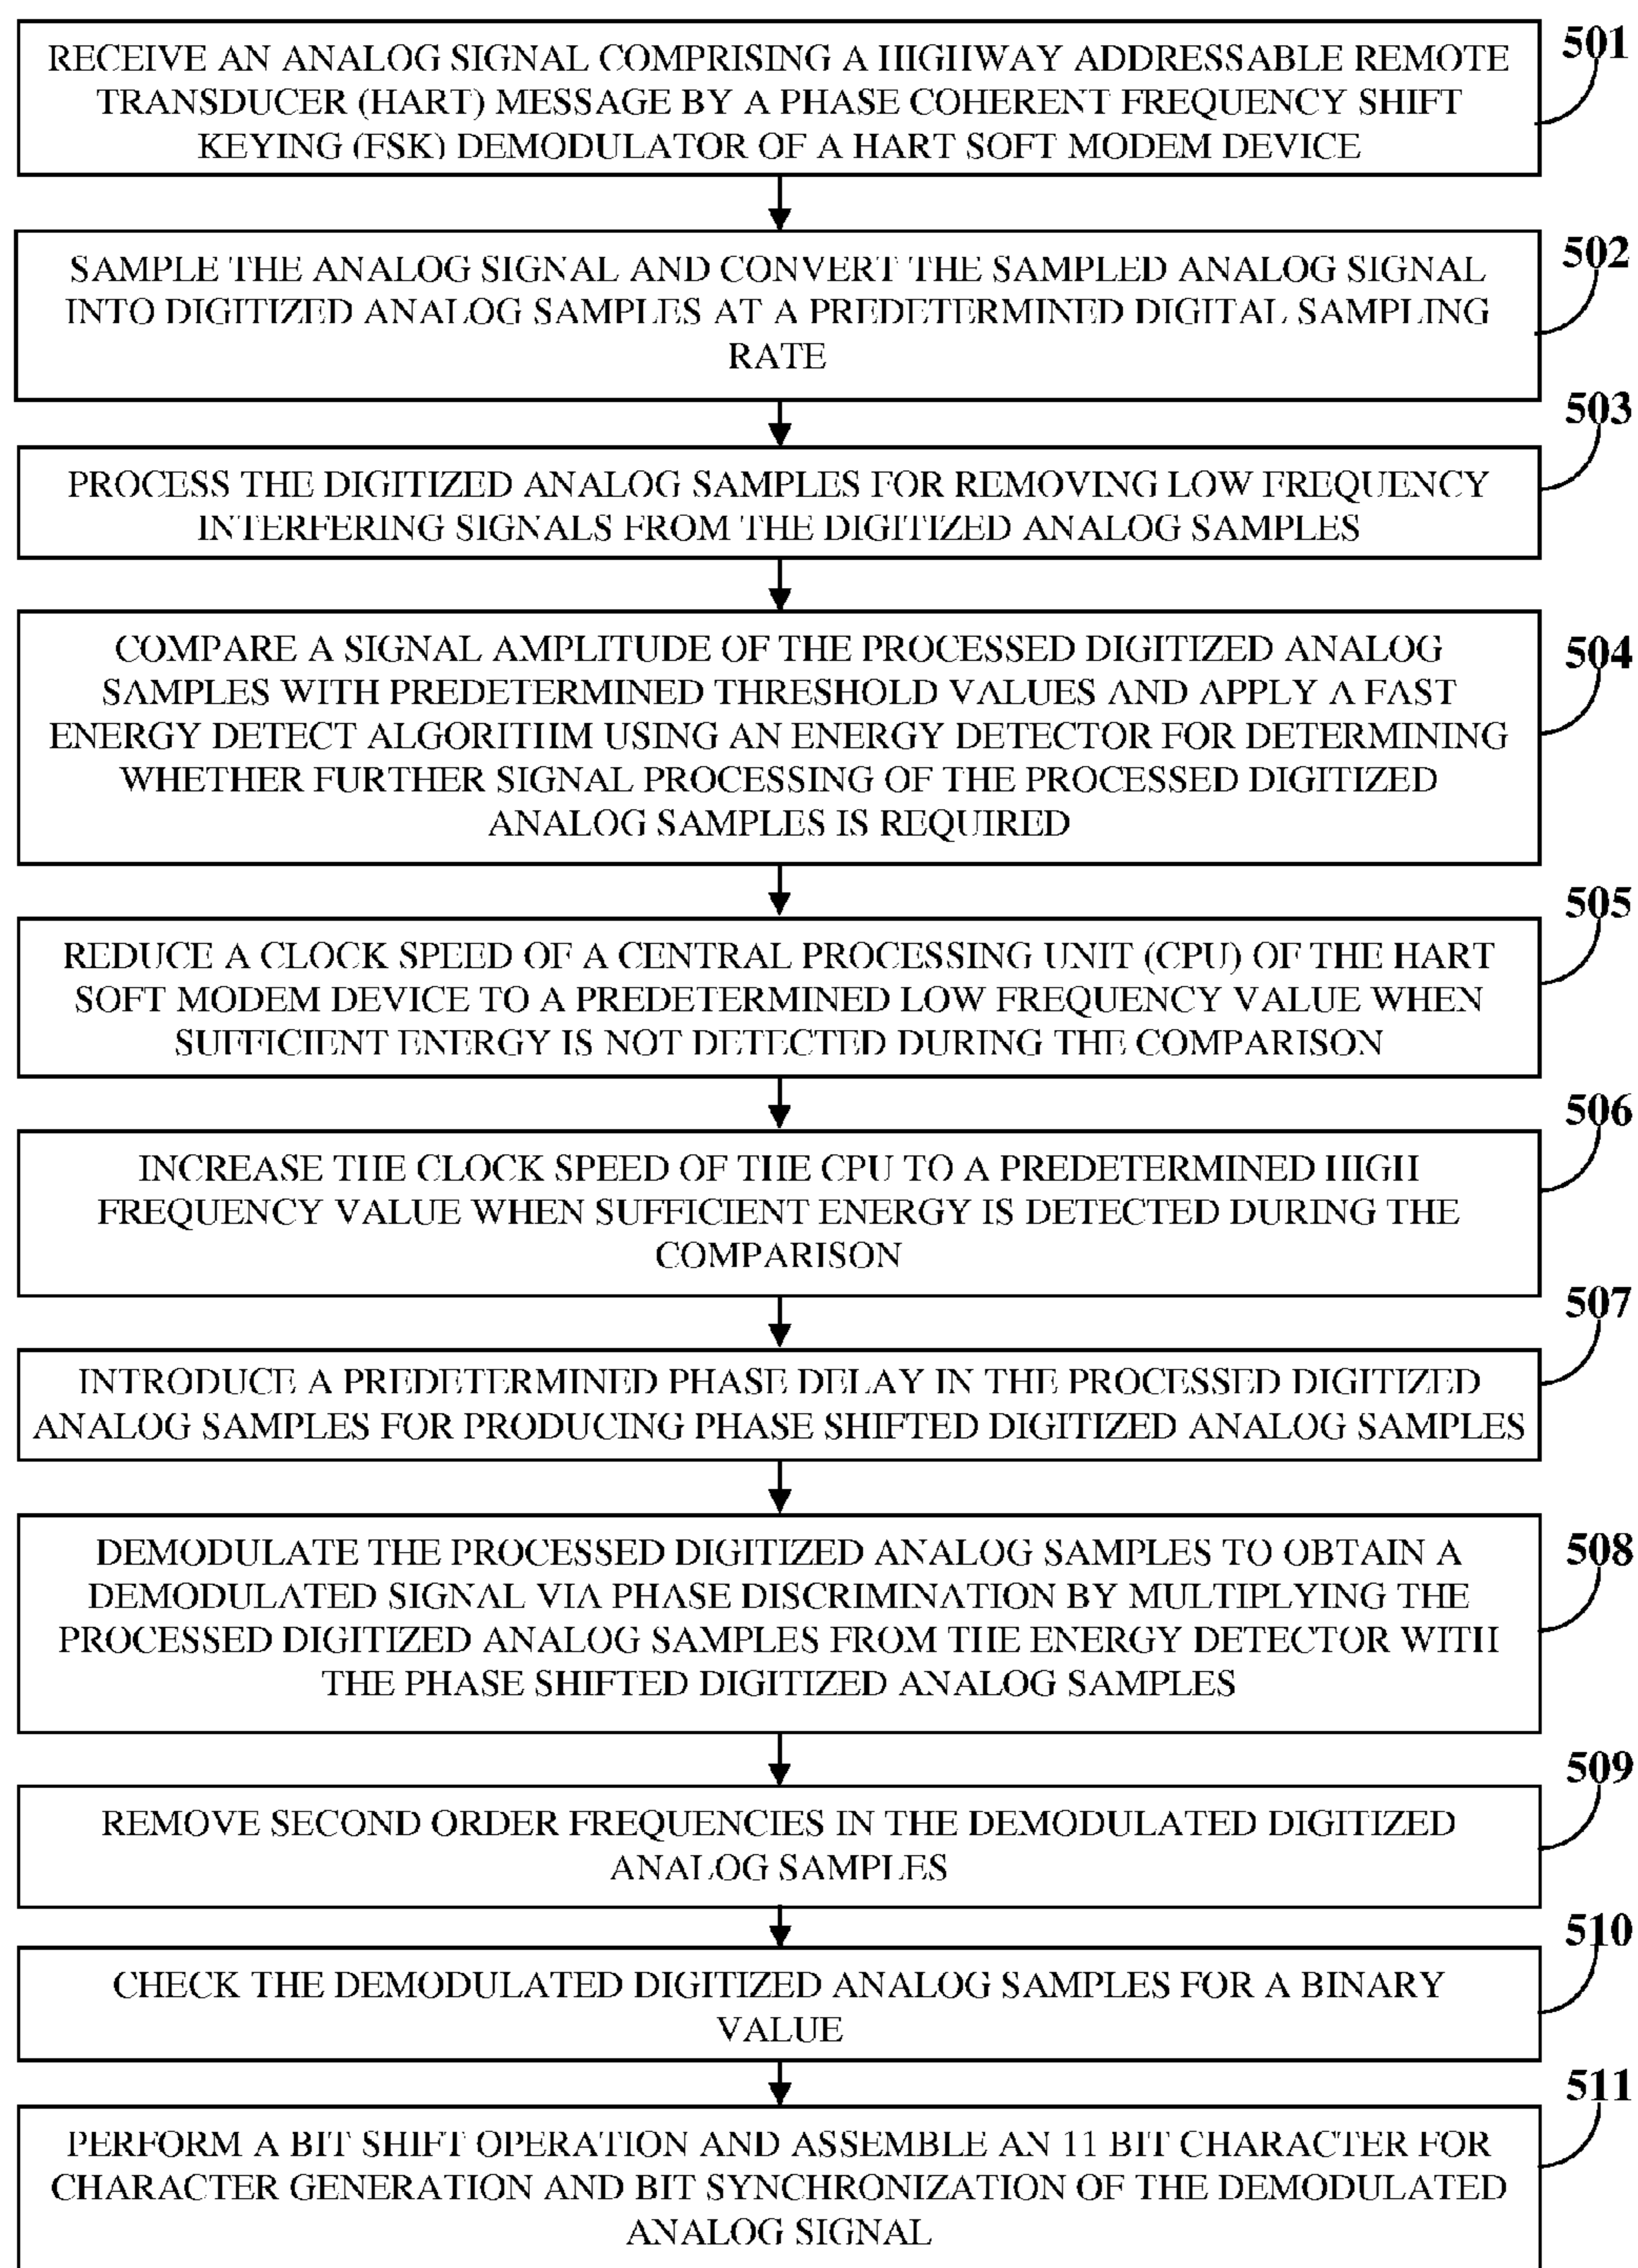 501
RECEIVE AN ANALOG SIGNAL COMPRISING A HIGHWAY ADDRESSABLE REMOTE
TRANSDUCER (HART) MESSAGE BY A PHASE COHERENT FREQUENCY SHIFT
KEYING (FSK) DEMODULATOR OF A HART SOFT MODEM DEVICE
502
SAMPLE THE ANALOG SIGNAL AND CONVERT THE SAMPLED ANALOG SIGNAL
INTO DIGITIZED ANALOG SAMPLES AT A PREDETERMINED DIGITAL SAMPLING
RATE
503
PROCESS THE DIGITIZED ANALOG SAMPLES FOR REMOVING LOW FREQUENCY
INTERFERING SIGNALS FROM THE DIGITIZED ANALOG SAMPLES
504
COMPARE A SIGNAL AMPLITUDE OF THE PROCESSED DIGITIZED ANALOG
SAMPLES WITH PREDETERMINED THRESHOLD VALUES AND APPLY A FAST
ENERGY DETECT ALGORITHM USING AN ENERGY DETECTOR FOR DETERMINING
WHETHER FURTHER SIGNAL PROCESSING OF THE PROCESSED DIGITIZED
ANALOG SAMPLES IS REQUIRED
505
REDUCE A CLOCK SPEED OF A CENTRAL PROCESSING UNIT (CPU) OF THE HART
SOFT MODEM DEVICE TO A PREDETERMINED LOW FREQUENCY VALUE WHEN
SUFFICIENT ENERGY IS NOT DETECTED DURING THE COMPARISON
506
INCREASE THE CLOCK SPEED OF THE CPU TO A PREDETERMINED HIGH
FREQUENCY VALUE WHEN SUFFICIENT ENERGY IS DETECTED DURING THE
COMPARISON
507
INTRODUCE A PREDETERMINED PHASE DELAY IN THE PROCESSED DIGITIZED
ANALOG SAMPLES FOR PRODUCING PHASE SHIFTED DIGITIZED ANALOG SAMPLES
508
DEMODULATE THE PROCESSED DIGITIZED ANALOG SAMPLES TO OBTAIN A
DEMODULATED SIGNAL VIA PHASE DISCRIMINATION BY MULTIPLYING THE
PROCESSED DIGITIZED ANALOG SAMPLES FROM THE ENERGY DETECTOR WITH
THE PHASE SHIFTED DIGITIZED ANALOG SAMPLES
509
REMOVE SECOND ORDER FREQUENCIES IN THE DEMODULATED DIGITIZED
ANALOG SAMPLES
510
CHECK THE DEMODULATED DIGITIZED ANALOG SAMPLES FOR A BINARY
VALUE
511
PERFORM A BIT SHIFT OPERATION AND ASSEMBLE AN 11 BIT CHARACTER FOR
CHARACTER GENERATION AND BIT SYNCHRONIZATION OF THE DEMODULATED
ANALOG SIGNAL